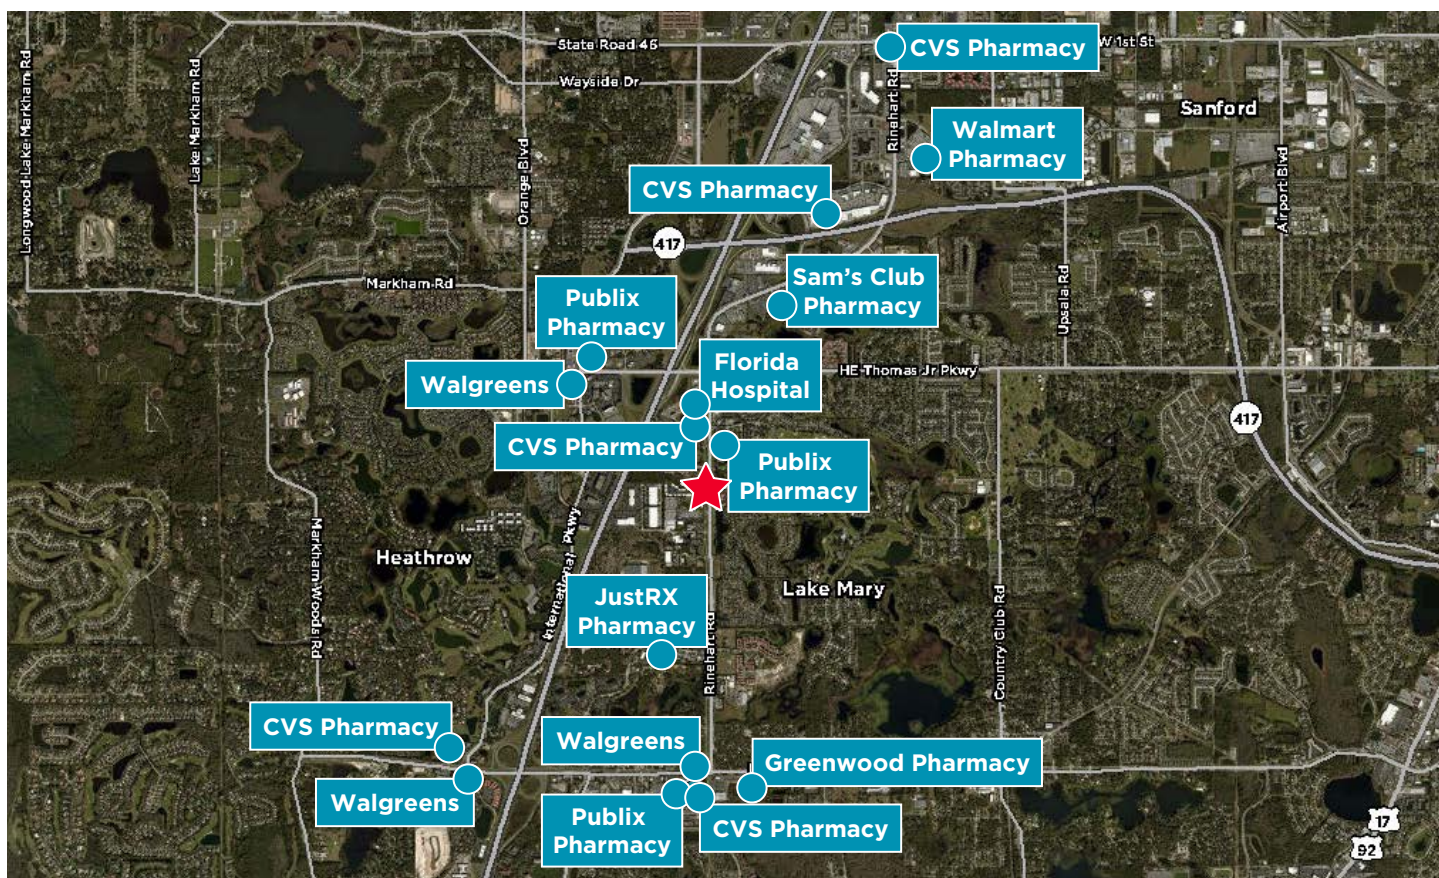 State Road 46
CVS Pharmacy
W 1st St
Wayside Dr
Longwood Lake Markham Rd
Lake Markham Rd
Orange Blvd
Rinehart Rd
Sanford
Walmart
Pharmacy
Airport Blvd
CVS Pharmacy
417
Markham Rd
Sam's Club
Pharmacy
Upsala Rd
Publix
Pharmacy
Walgreens
Florida
Hospital
HE Thomas Jr Pkwy
417
CVS Pharmacy
Publix
Pharmacy
Markham Woods Rd
Heathrow
International Pkwy
JustRX
Pharmacy
Lake Mary
Rinehart Rd
Country Club Rd
CVS Pharmacy
Walgreens
Walgreens
Greenwood Pharmacy
Publix
Pharmacy
CVS Pharmacy
17
92